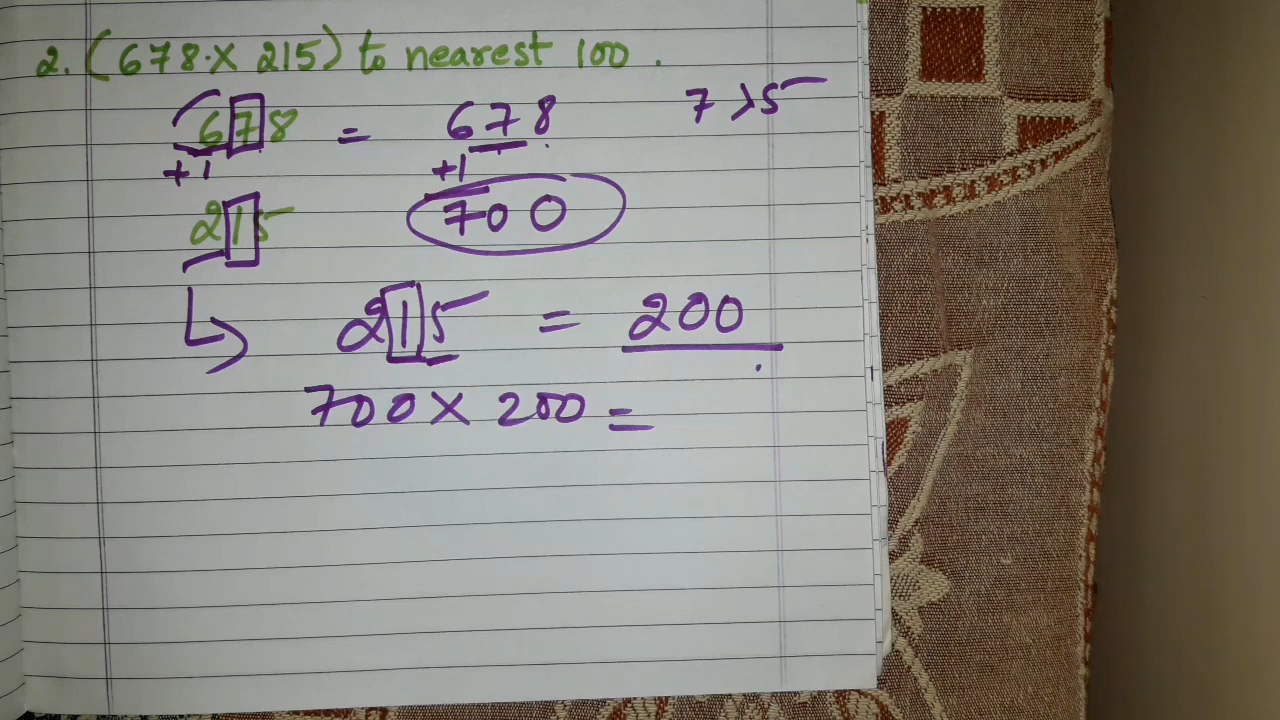 2. (678 × 215) to nearest 100.
678 = 678 7 > 5
+1 +1
215 700
215 = 200
700 × 200 =